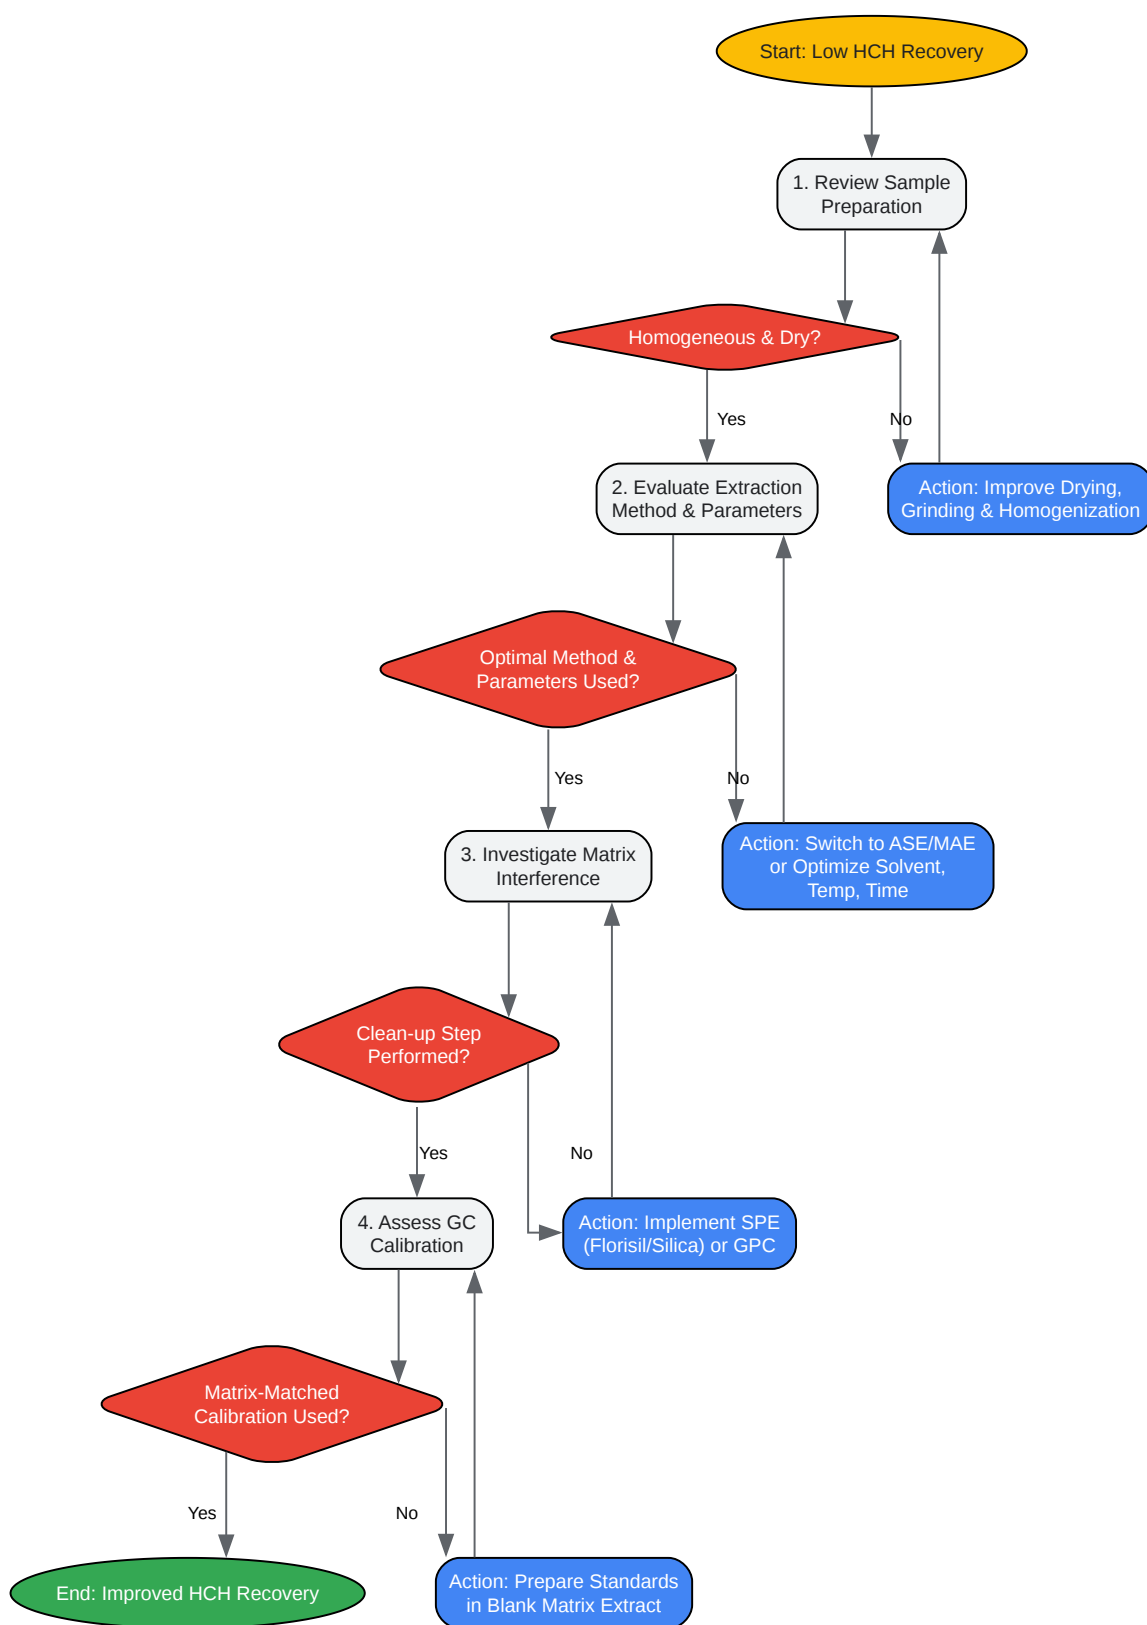 Start: Low HCH Recovery
1. Review Sample
Preparation
Homogeneous & Dry?
Yes
No
2. Evaluate Extraction
Method & Parameters
Action: Improve Drying,
Grinding & Homogenization
Optimal Method &
Parameters Used?
Yes
No
3. Investigate Matrix
Interference
Action: Switch to ASE/MAE
or Optimize Solvent,
Temp, Time
Clean-up Step
Performed?
Yes
No
4. Assess GC
Calibration
Action: Implement SPE
(Florisil/Silica) or GPC
Matrix-Matched
Calibration Used?
Yes
No
End: Improved HCH Recovery
Action: Prepare Standards
in Blank Matrix Extract